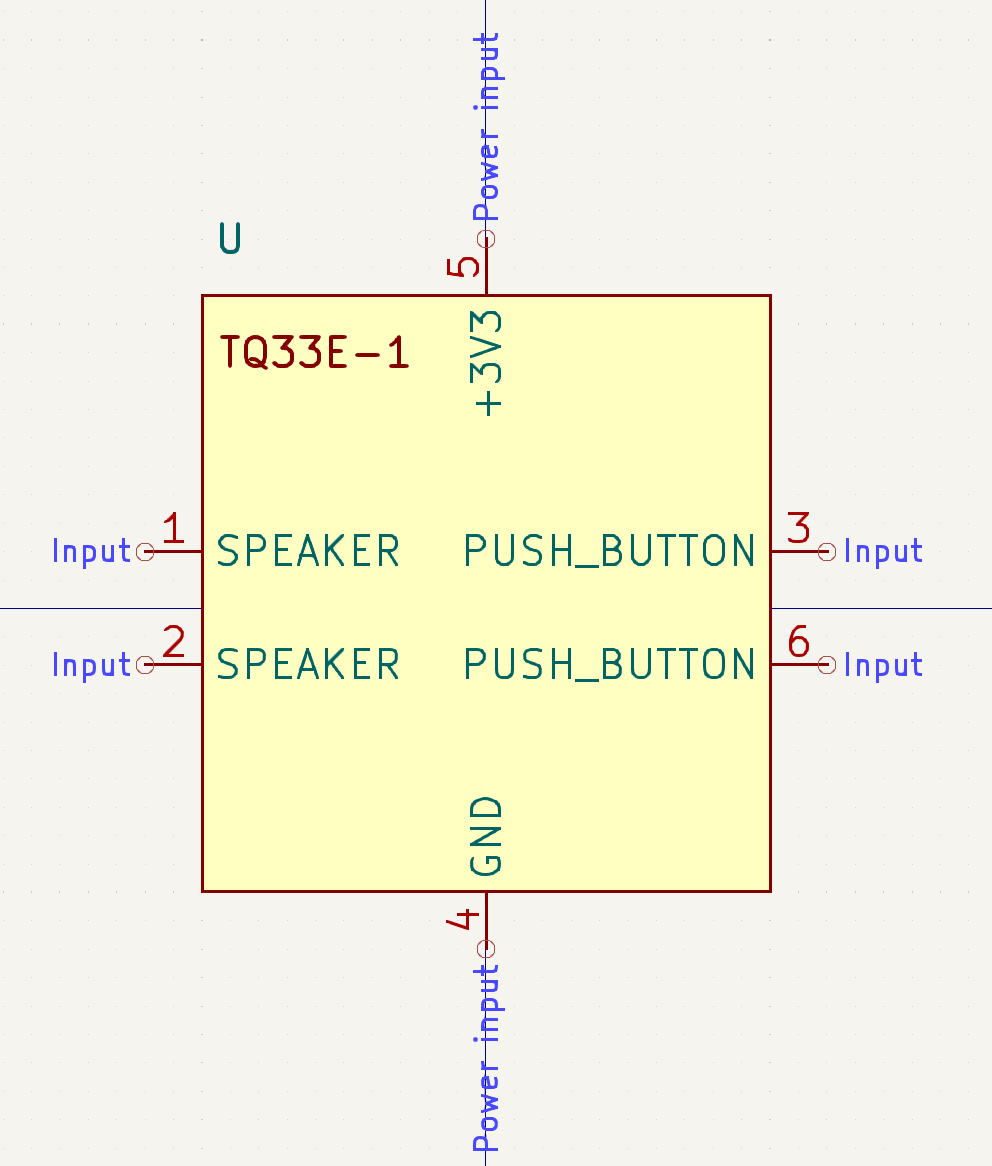 Power input
U
5
TQ33E-1
+3V3
Input 1 SPEAKER PUSH_BUTTON 3 Input
Input 2 SPEAKER PUSH_BUTTON 6 Input
GND
4
Power input